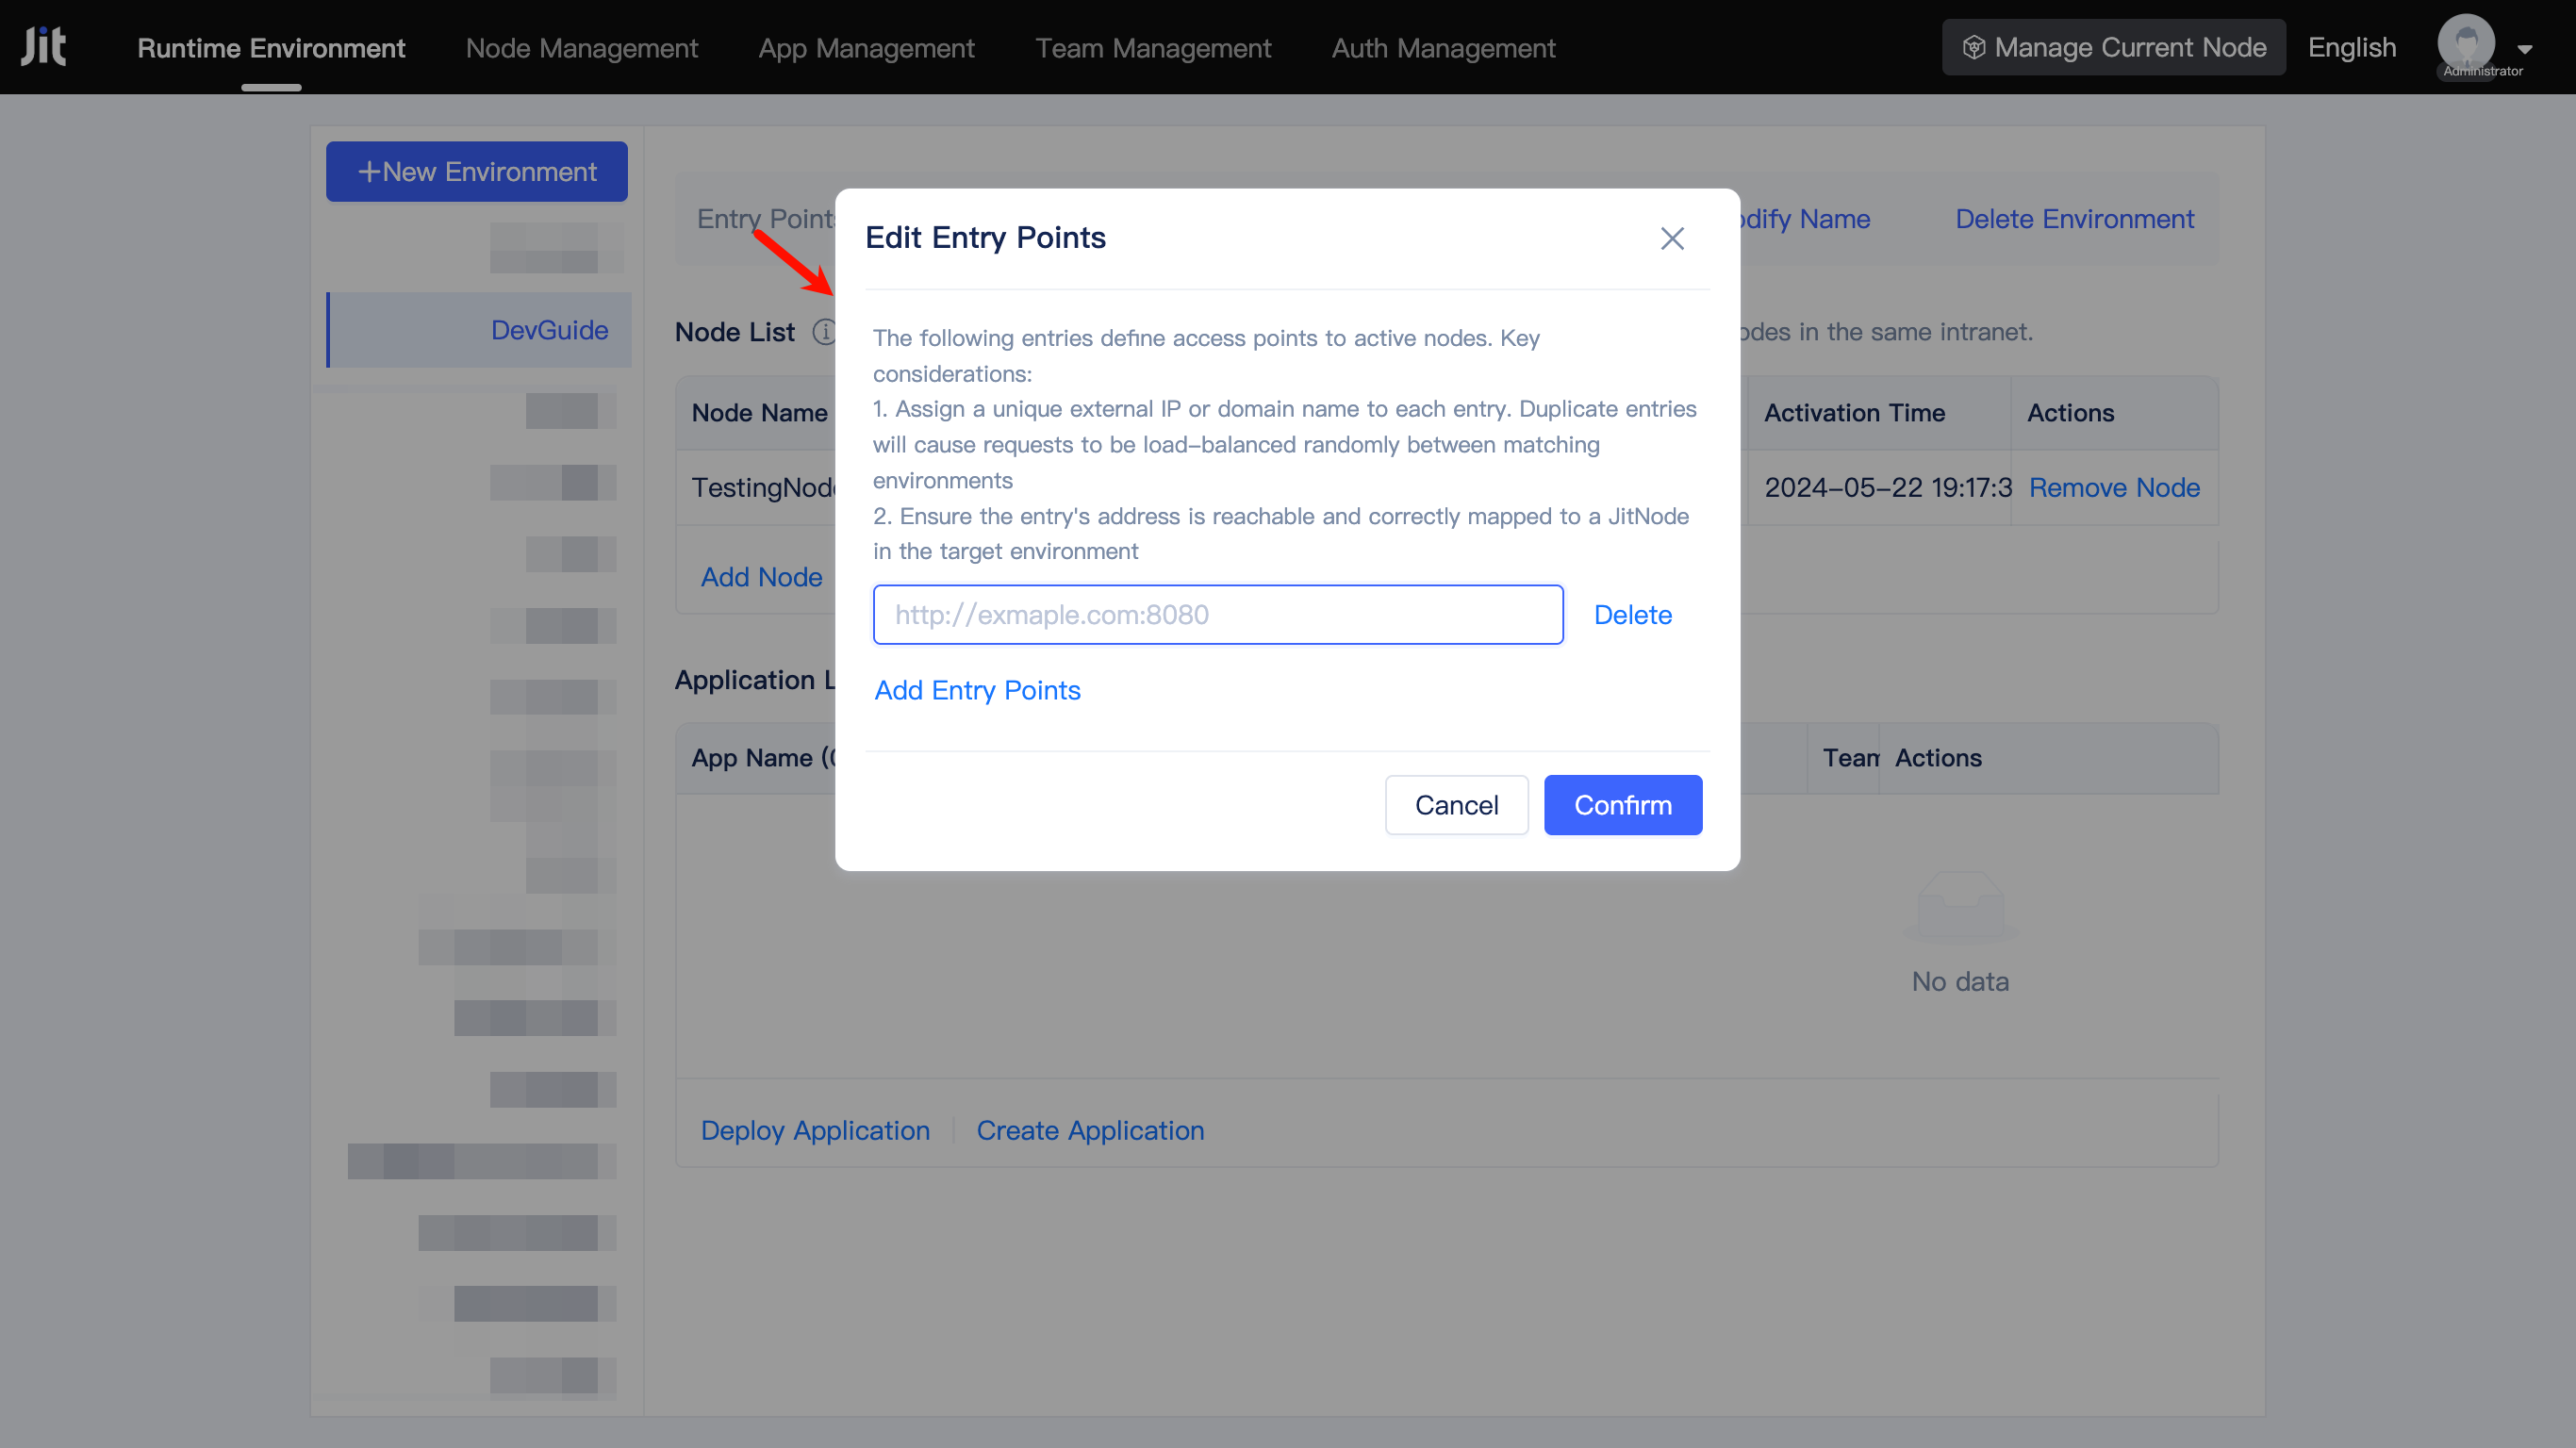 Jit
Runtime Environment
Node Management
App Management
Team Management
Auth Management
Manage Current Node
English
Administrator
New Environment
DevGuide
Entry Points
Modify Name
Delete Environment
Node List
nodes in the same intranet.
Node Name
Activation Time
Actions
TestingNode
2024-05-22 19:17:3
Remove Node
Add Node
Application L
App Name (
Team
Actions
No data
Deploy Application
Create Application
Edit Entry Points
The following entries define access points to active nodes. Key
considerations:
1. Assign a unique external IP or domain name to each entry. Duplicate entries
will cause requests to be load-balanced randomly between matching
environments
2. Ensure the entry's address is reachable and correctly mapped to a JitNode
in the target environment
http://exmaple.com:8080
Delete
Add Entry Points
Cancel
Confirm